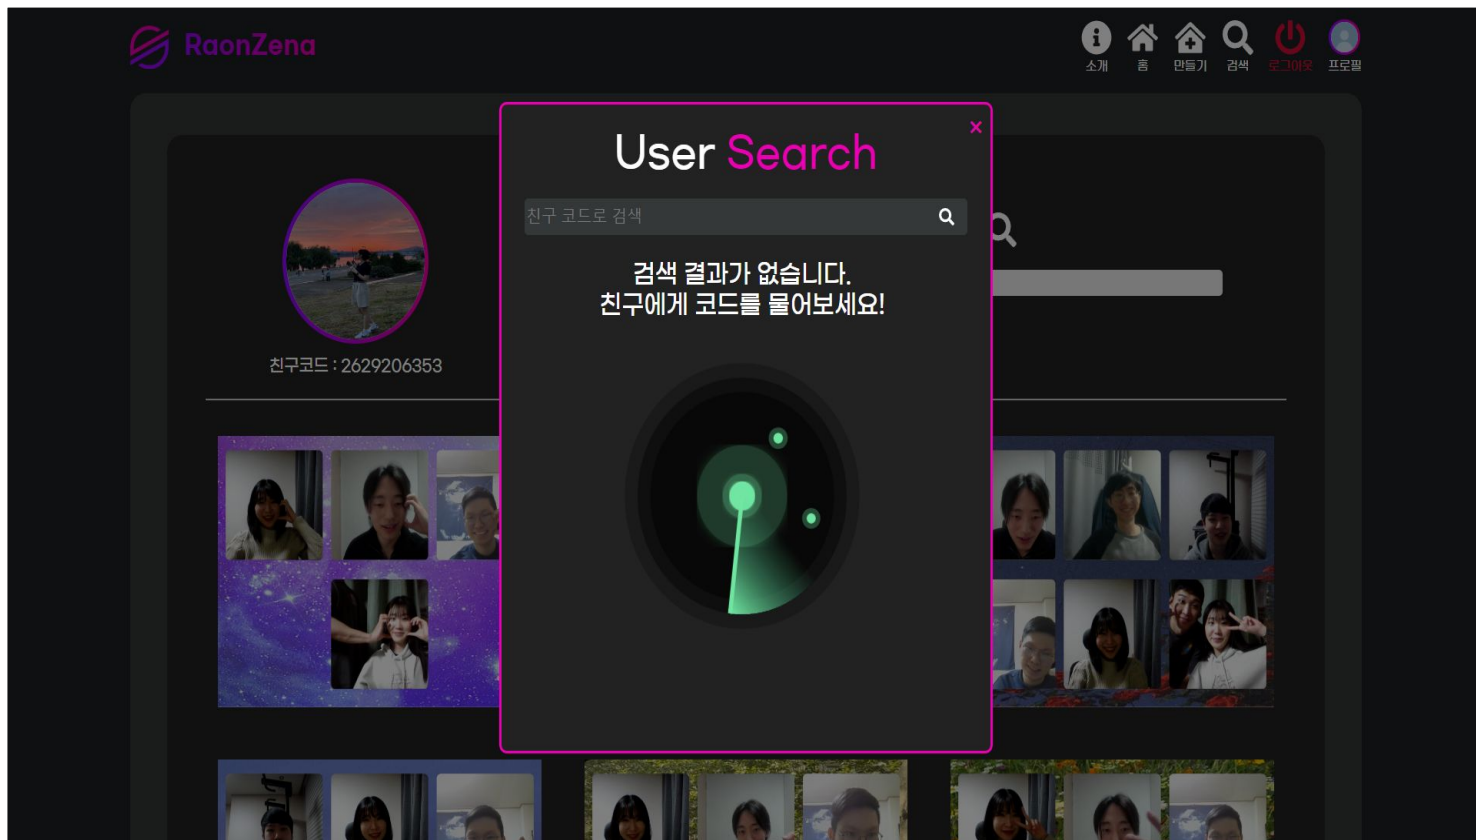 RaonZena
소개
홈
만들기
검색
로그아웃
프로필
×
User Search
친구 코드로 검색
검색 결과가 없습니다.
친구에게 코드를 물어보세요!
친구코드 : 2629206353